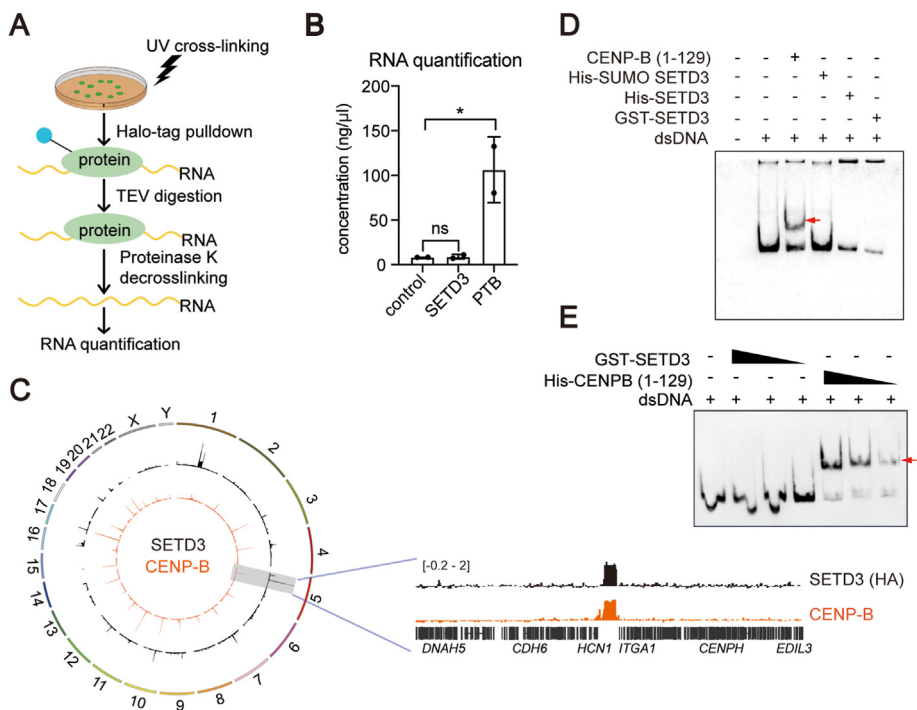 A
UV cross-linking
Halo-tag pulldown
protein
RNA
TEV digestion
protein
RNA
Proteinase K
decrosslinking
RNA
RNA quantification
B
RNA quantification
concentration (ng/µl)
200
150
100
50
0
*
ns
control
SETD3
PTB
C
1
2
3
4
5
6
7
8
9
10
11
12
13
14
15
16
17
18
19
20
21
22
X
Y
SETD3
CENP-B
[-0.2 - 2]
SETD3 (HA)
CENP-B
DNAH5 CDH6 HCN1 ITGA1 CENPH EDIL3
D
CENP-B (1-129) - - + - - -
His-SUMO SETD3 - - - + - -
His-SETD3 - - - - + -
GST-SETD3 - - - - - +
dsDNA - + + + + +
E
GST-SETD3 - - - -
His-CENPB (1-129) - - - -
dsDNA + + + + + + +